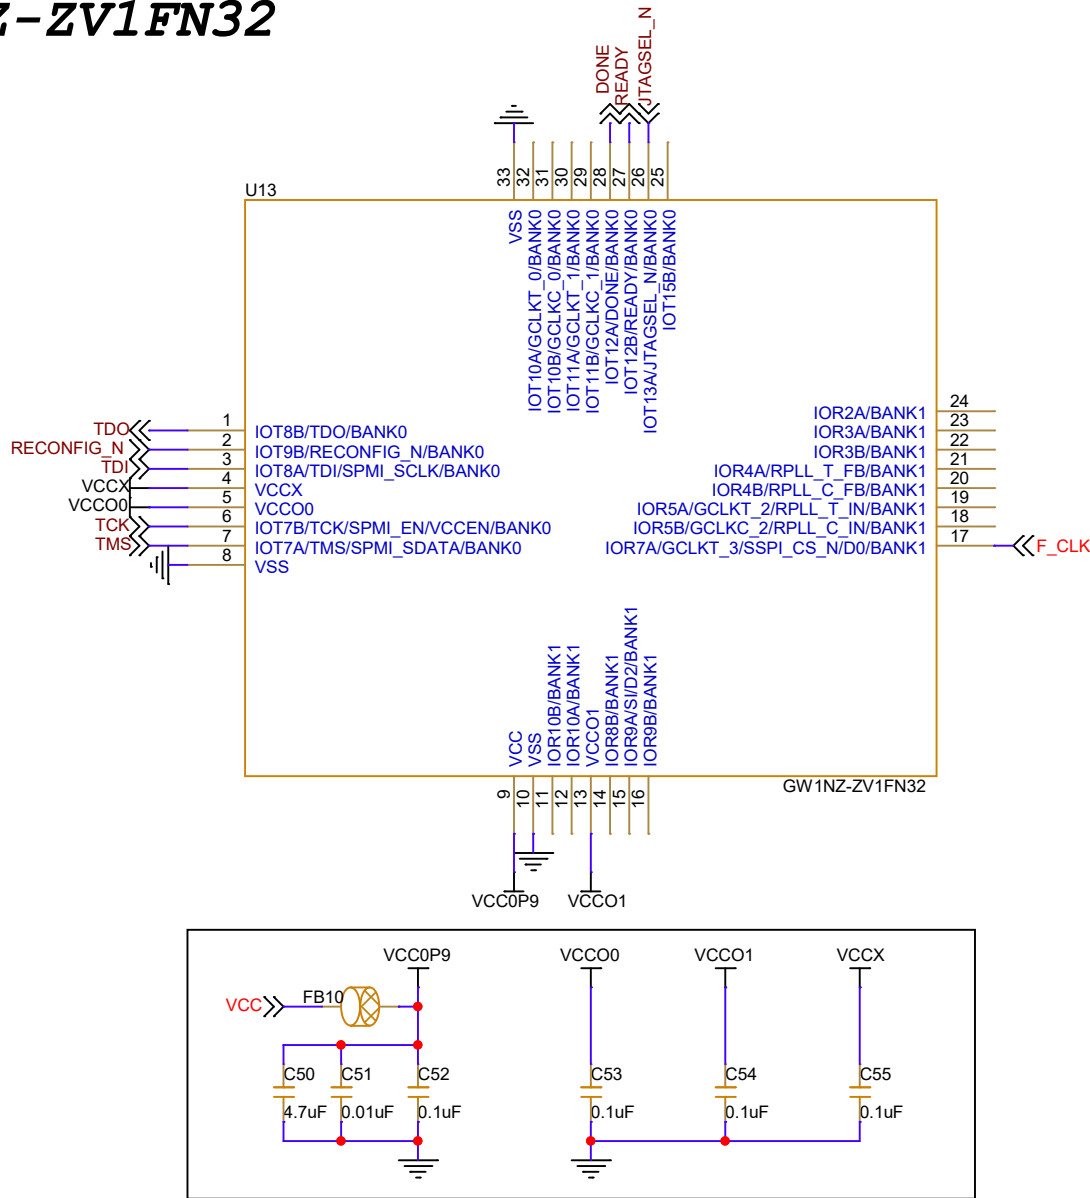 Z-ZV1FN32
DONE
READY
JTAGSEL_N
33
32
31
30
29
28
27
26
25
U13
VSS
IOT10A/GCLKT_0/BANK0
IOT10B/GCLKC_0/BANK0
IOT11A/GCLKT_1/BANK0
IOT11B/GCLKC_1/BANK0
IOT12A/DONE/BANK0
IOT12B/READY/BANK0
IOT13A/JTAGSEL_N/BANK0
IOT15B/BANK0
TDO 1 IOT8B/TDO/BANK0
RECONFIG_N 2 IOT9B/RECONFIG_N/BANK0
TDI 3 IOT8A/TDI/SPMI_SCLK/BANK0
VCCX 4 VCCX
VCCO0 5 VCCO0
TCK 6 IOT7B/TCK/SPMI_EN/VCCEN/BANK0
TMS 7 IOT7A/TMS/SPMI_SDATA/BANK0
8 VSS
IOR2A/BANK1 24
IOR3A/BANK1 23
IOR3B/BANK1 22
IOR4A/RPLL_T_FB/BANK1 21
IOR4B/RPLL_C_FB/BANK1 20
IOR5A/GCLKT_2/RPLL_T_IN/BANK1 19
IOR5B/GCLKC_2/RPLL_C_IN/BANK1 18
IOR7A/GCLKT_3/SSPI_CS_N/D0/BANK1 17 F_CLK
VCC
VSS
IOR10B/BANK1
IOR10A/BANK1
VCCO1
IOR8B/BANK1
IOR9A/SI/D2/BANK1
IOR9B/BANK1
9
10
11
12
13
14
15
16
GW1NZ-ZV1FN32
VCC0P9 VCCO1
VCC0P9 VCCO0 VCCO1 VCCX
VCC FB10
C50 C51 C52 C53 C54 C55
4.7uF 0.01uF 0.1uF 0.1uF 0.1uF 0.1uF